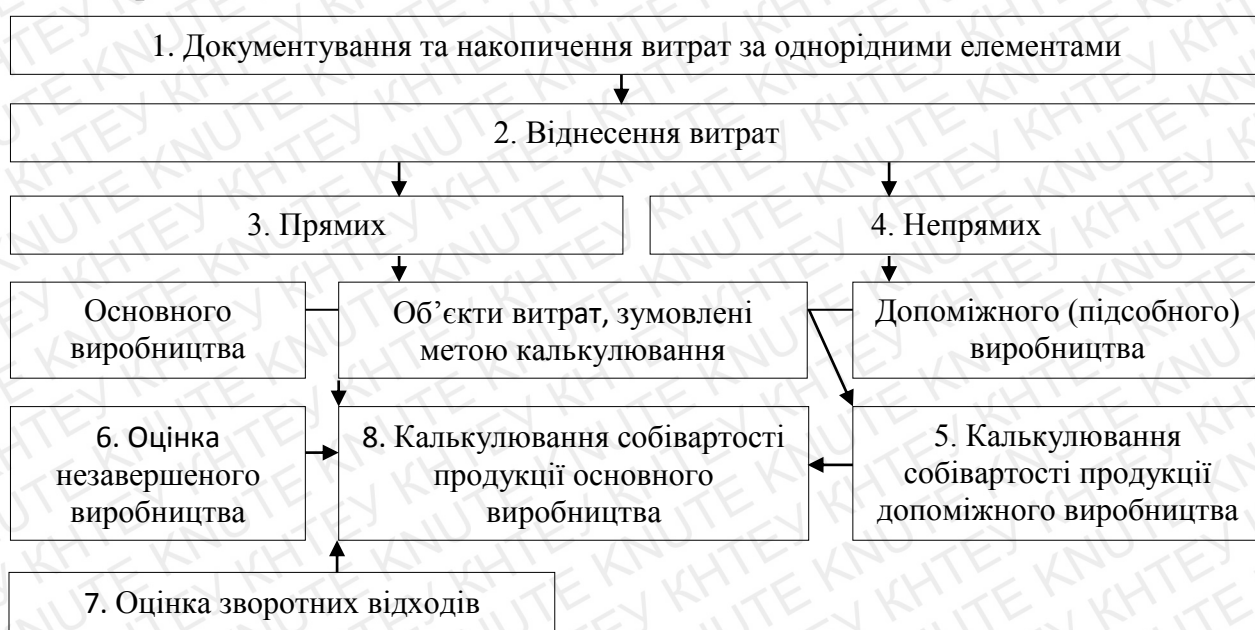 1. Документування та накопичення витрат за однорідними елементами
2. Віднесення витрат
3. Прямих
4. Непрямих
Основного
виробництва
Об’єкти витрат, зумовлені
метою калькулювання
Допоміжного (підсобного)
виробництва
6. Оцінка
незавершеного
виробництва
8. Калькулювання собівартості
продукції основного
виробництва
5. Калькулювання
собівартості продукції
допоміжного виробництва
7. Оцінка зворотних відходів